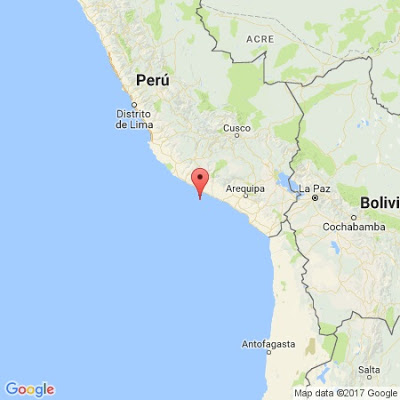 ACRE
Perú
Distrito
de Lima
Cusco
Arequipa
La Paz
Bolivi
Cochabamba
Antofagasta
Salta
Google
Map data ©2017 Google